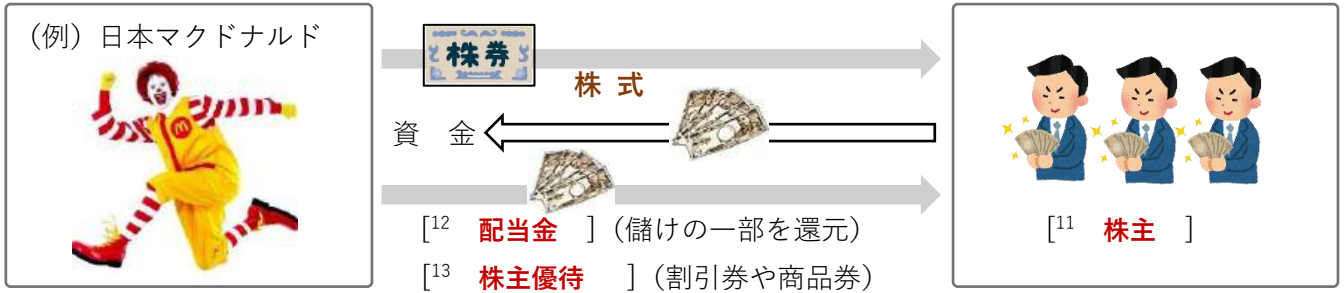 （例）日本マクドナルド
株券
株 式
資　金
[12　配当金　]（儲けの一部を還元）
[13　株主優待　]（割引券や商品券）
[11　株主　]